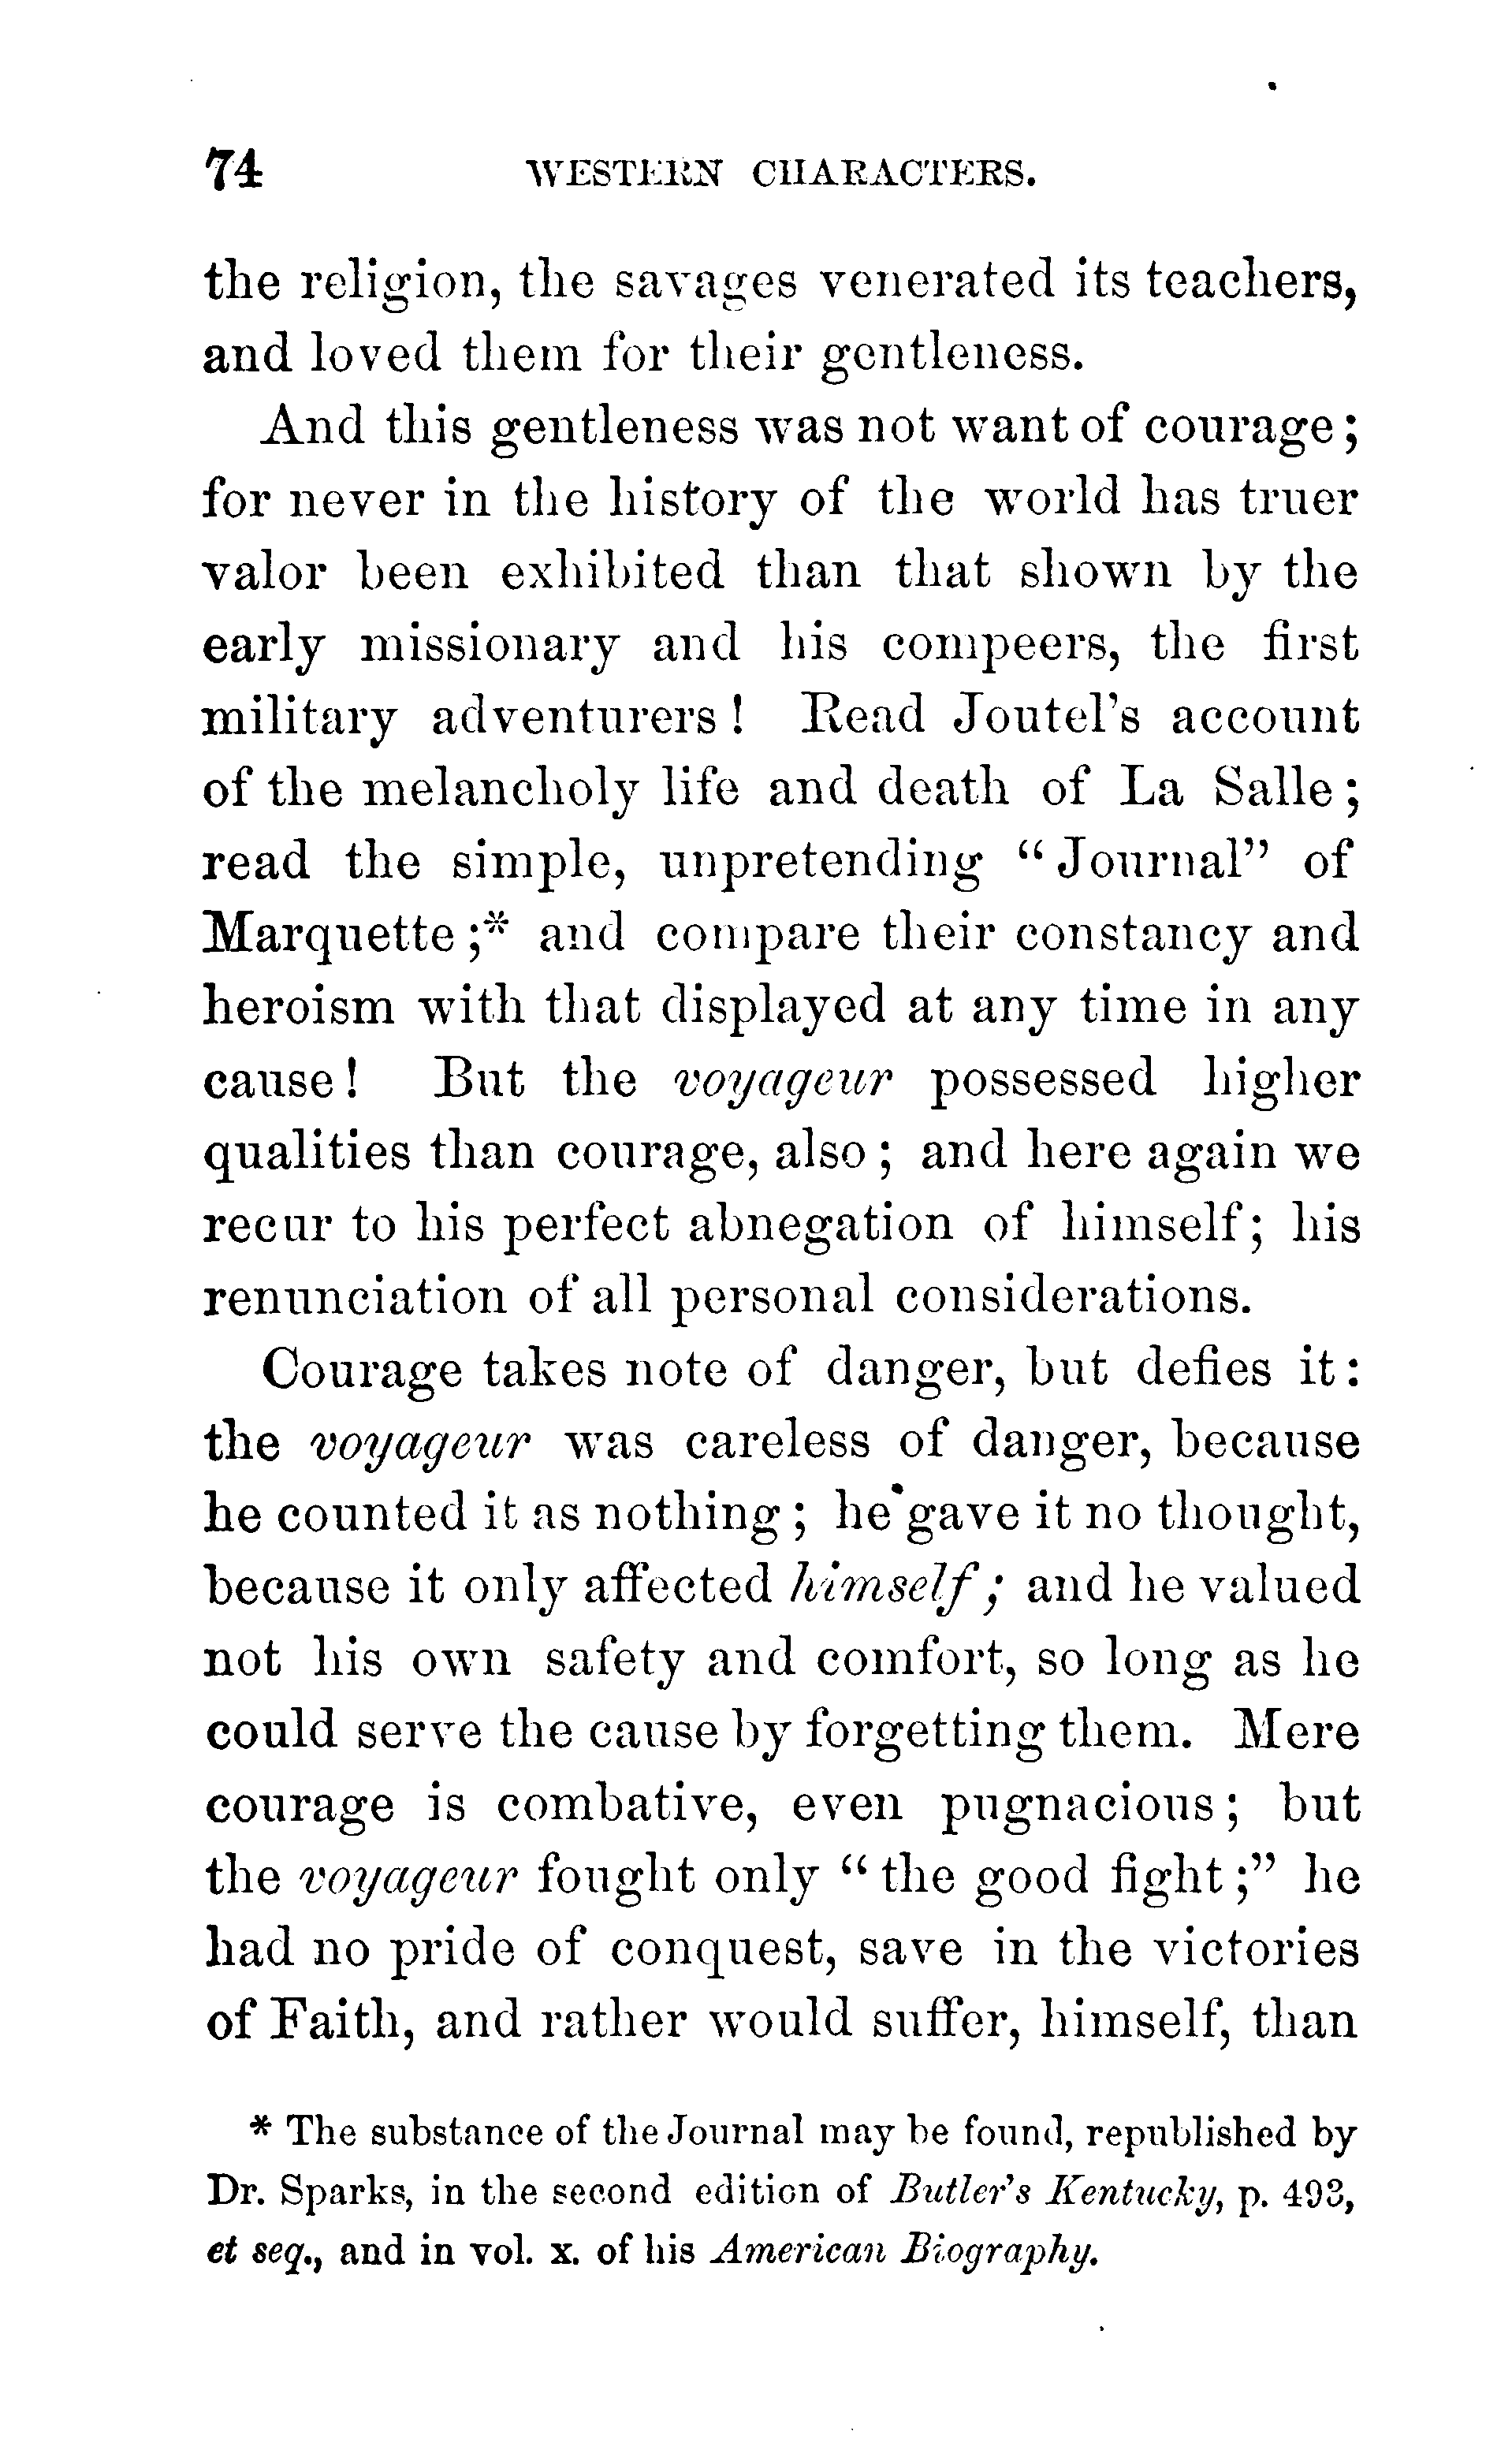 74 WESTERN CHARACTERS.
the religion, the savages venerated its teachers,
and loved them for their gentleness.
And this gentleness was not want of courage;
for never in the history of the world has truer
valor been exhibited than that shown by the
early missionary and his compeers, the first
military adventurers! Read Joutel's account
of the melancholy life and death of La Salle;
read the simple, unpretending "Journal" of
Marquette;* and compare their constancy and
heroism with that displayed at any time in any
cause! But the voyageur possessed higher
qualities than courage, also; and here again we
recur to his perfect abnegation of himself; his
renunciation of all personal considerations.
Courage takes note of danger, but defies it:
the voyageur was careless of danger, because
he counted it as nothing; he gave it no thought,
because it only affected himself; and he valued
not his own safety and comfort, so long as he
could serve the cause by forgetting them. Mere
courage is combative, even pugnacious; but
the voyageur fought only "the good fight;" he
had no pride of conquest, save in the victories
of Faith, and rather would suffer, himself, than
* The substance of the Journal may be found, republished by
Dr. Sparks, in the second edition of Butler's Kentucky, p. 493,
et seq., and in vol. x. of his American Biography.